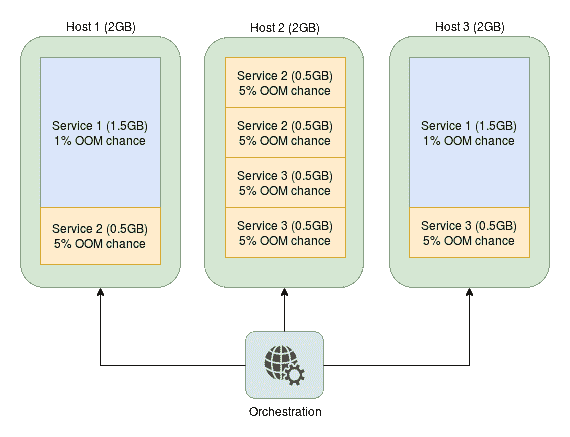 Host 1 (2GB)
Service 1 (1.5GB)
1% OOM chance
Service 2 (0.5GB)
5% OOM chance
Host 2 (2GB)
Service 2 (0.5GB)
5% OOM chance
Service 2 (0.5GB)
5% OOM chance
Service 3 (0.5GB)
5% OOM chance
Service 3 (0.5GB)
5% OOM chance
Host 3 (2GB)
Service 1 (1.5GB)
1% OOM chance
Service 3 (0.5GB)
5% OOM chance
Orchestration